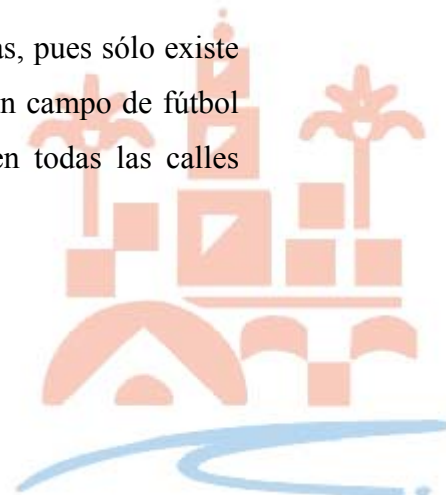 as, pues sólo existe
n campo de fútbol
en todas las calles